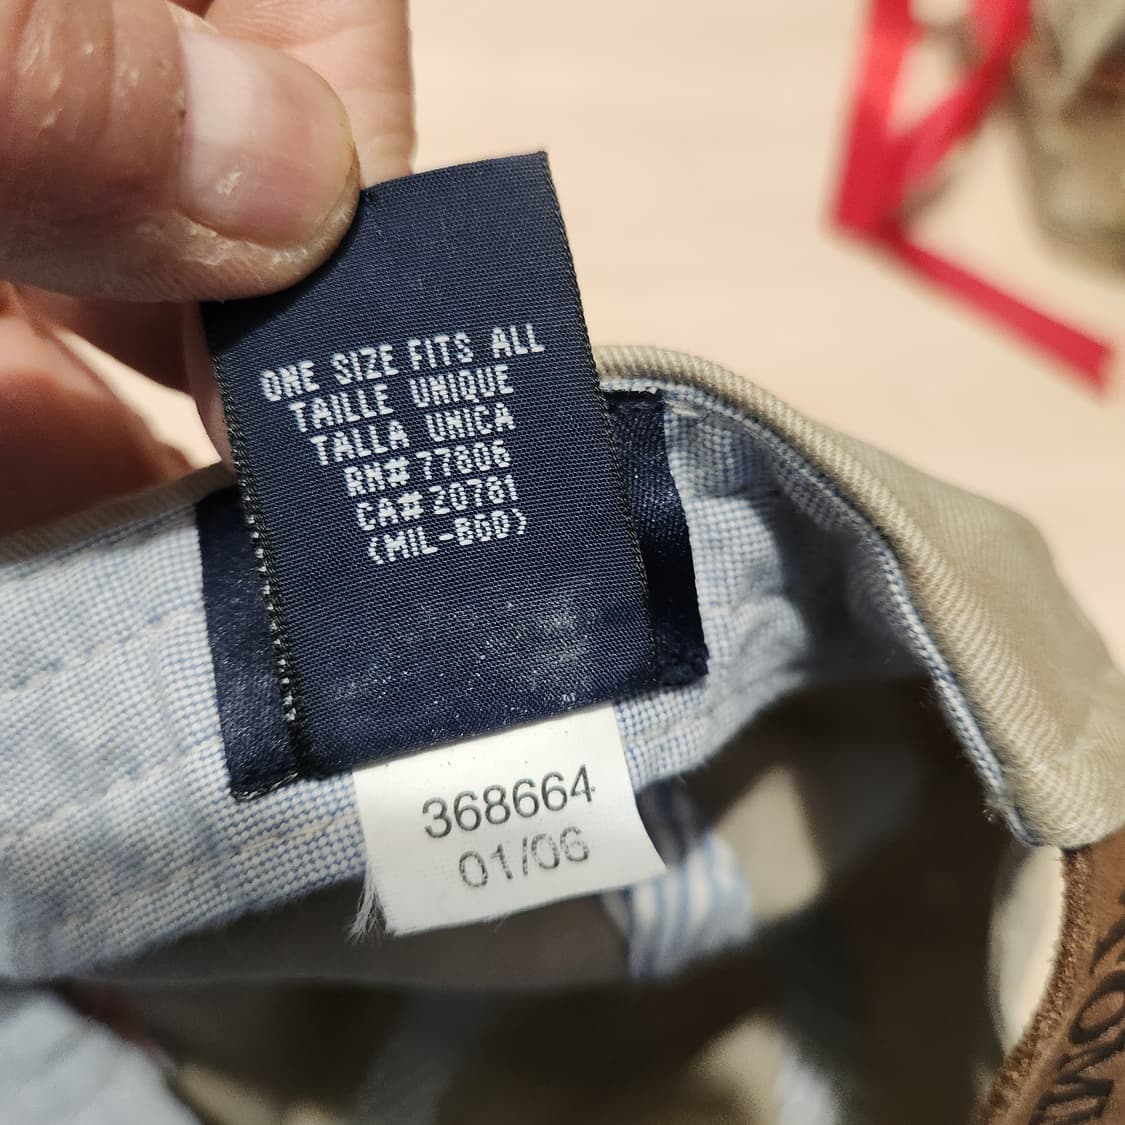 ONE SIZE FITS ALL
TAILLE UNIQUE
TALLA UNICA
RN# 77806
CA# 20781
(MIL-BGD)
368664
01/06